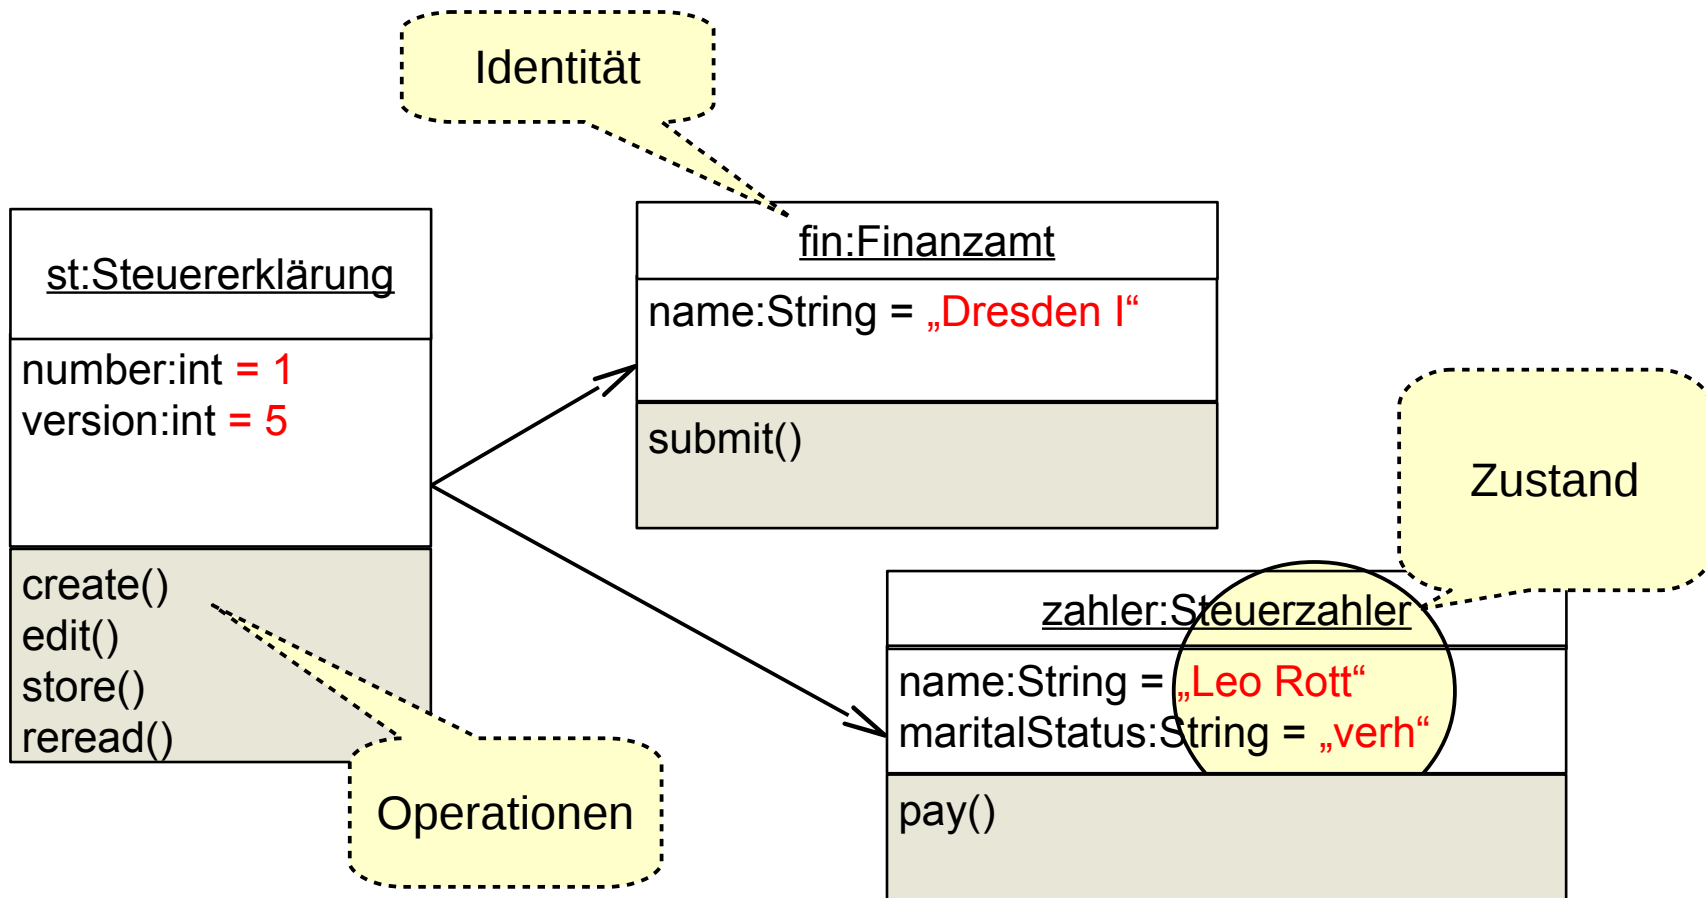 Identität
st:Steuererklärung
number:int = 1
version:int = 5
create()
edit()
store()
reread()
fin:Finanzamt
name:String = „Dresden I“
submit()
Zustand
zahler:Steuerzahler
name:String = „Leo Rott“
maritalStatus:String = „verh“
pay()
Operationen